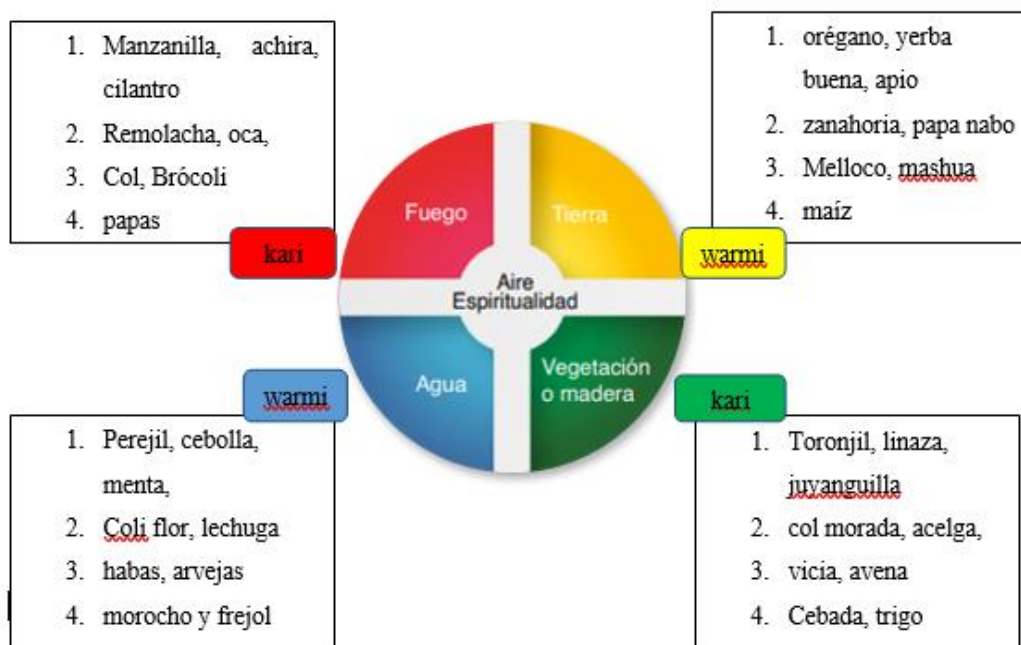 1. Manzanilla, achira,
cilantro
2. Remolacha, oca,
3. Col, Brócoli
4. papas
kari
1. orégano, yerba
buena, apio
2. zanahoria, papa nabo
3. Melloco, mashua
4. maíz
warmi
Fuego
Tierra
Aire
Espiritualidad
Agua
Vegetación
o madera
warmi
1. Perejil, cebolla,
menta,
2. Coli flor, lechuga
3. habas, arvejas
4. morocho y frejol
kari
1. Toronjil, linaza,
juyanguilla
2. col morada, acelga,
3. vicia, avena
4. Cebada, trigo